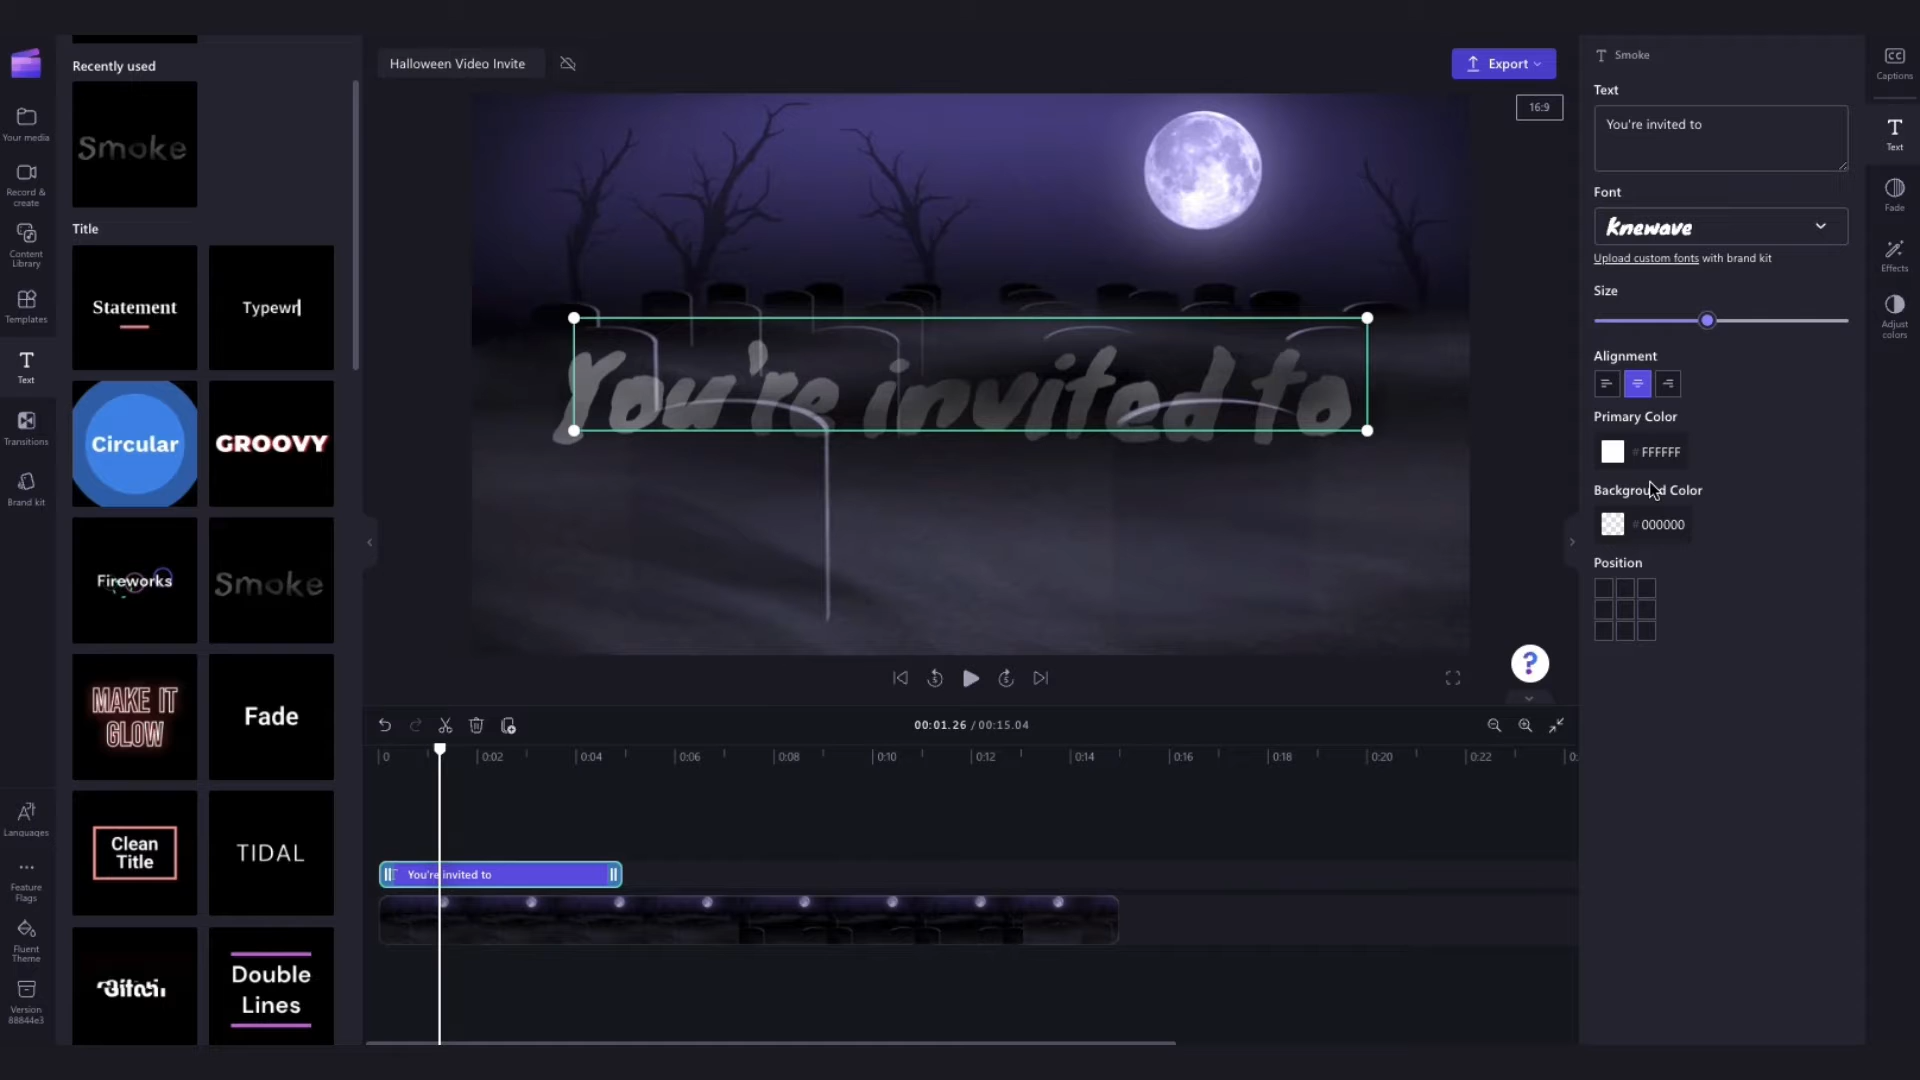 Recently used
Smoke
Title
Statement
Typewr
Circular
GROOVY
Fireworks
Smoke
MAKE IT
GLOW
Fade
Clean
Title
TIDAL
Double
Lines
Your media
Record &
create
Content
Library
Templates
Text
Transitions
Brand kit
Languages
Feature
Flags
Fluent
Theme
Version
88844e3
Halloween Video Invite
Export
16:9
You're invited to
?
00:01.26 / 00:15.04
0
0:02
0:04
0:06
0:08
0:10
0:12
0:14
0:16
0:18
0:20
0:22
0:
You're invited to
Smoke
Text
You're invited to
Font
Knewave
Upload custom fonts with brand kit
Size
Alignment
Primary Color
# FFFFFF
Background Color
# 000000
Position
CC
Captions
Text
Fade
Effects
Adjust
colors